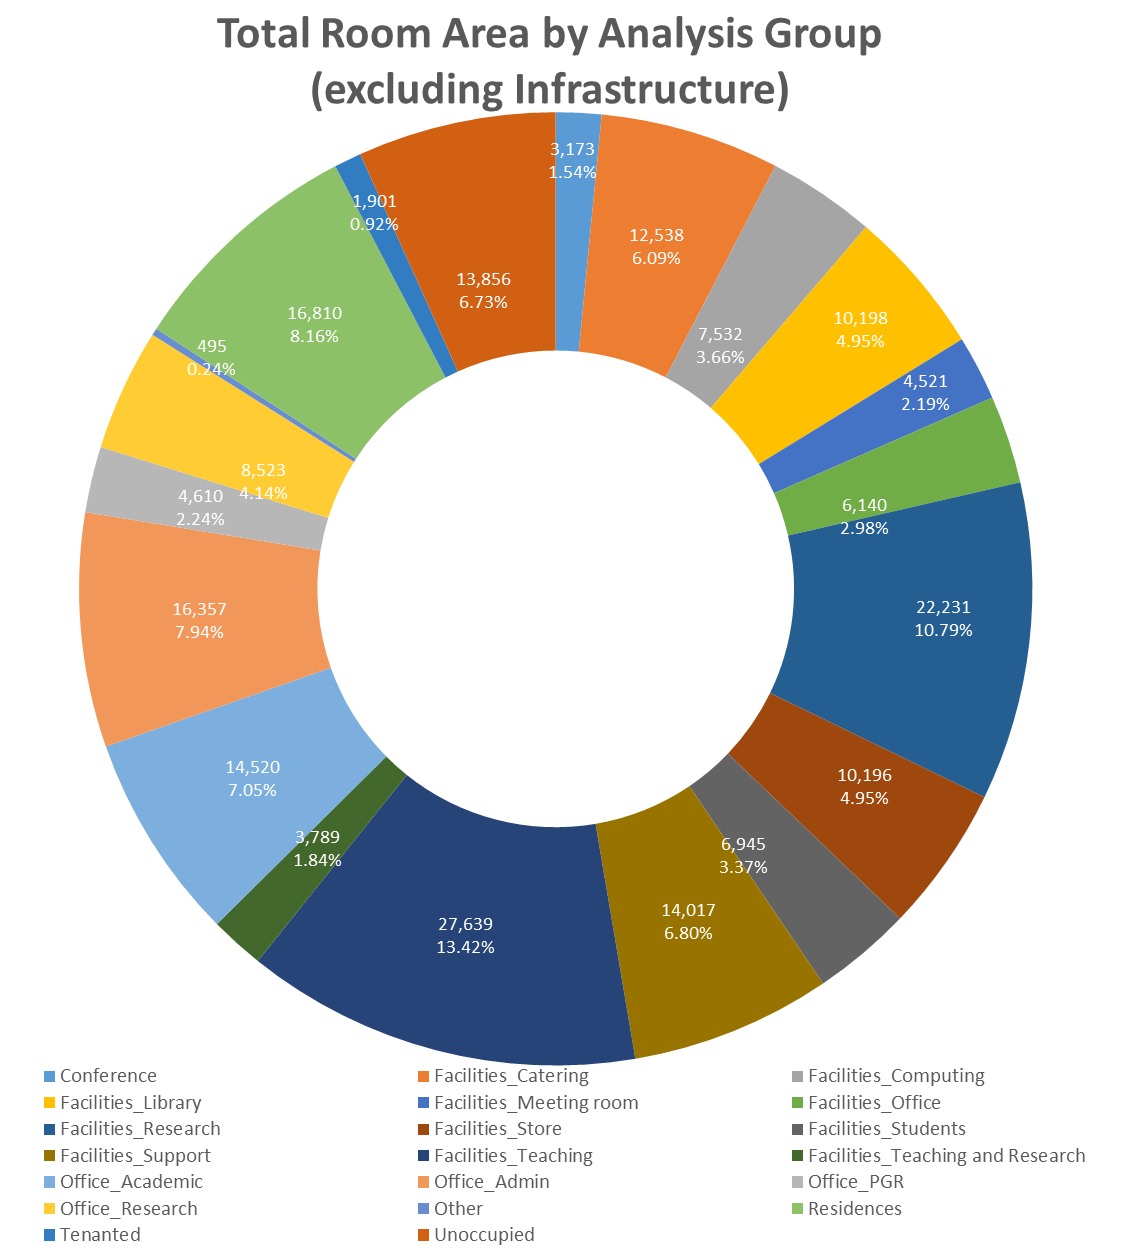 Total Room Area by Analysis Group
(excluding Infrastructure)
3,173
1.54%
12,538
6.09%
7,532
3.66%
10,198
4.95%
4,521
2.19%
6,140
2.98%
22,231
10.79%
10,196
4.95%
6,945
3.37%
14,017
6.80%
27,639
13.42%
3,789
1.84%
14,520
7.05%
16,357
7.94%
4,610
2.24%
8,523
4.14%
495
0.24%
16,810
8.16%
1,901
0.92%
13,856
6.73%
Conference
Facilities_Catering
Facilities_Computing
Facilities_Library
Facilities_Meeting room
Facilities_Office
Facilities_Research
Facilities_Store
Facilities_Students
Facilities_Support
Facilities_Teaching
Facilities_Teaching and Research
Office_Academic
Office_Admin
Office_PGR
Office_Research
Other
Residences
Tenanted
Unoccupied